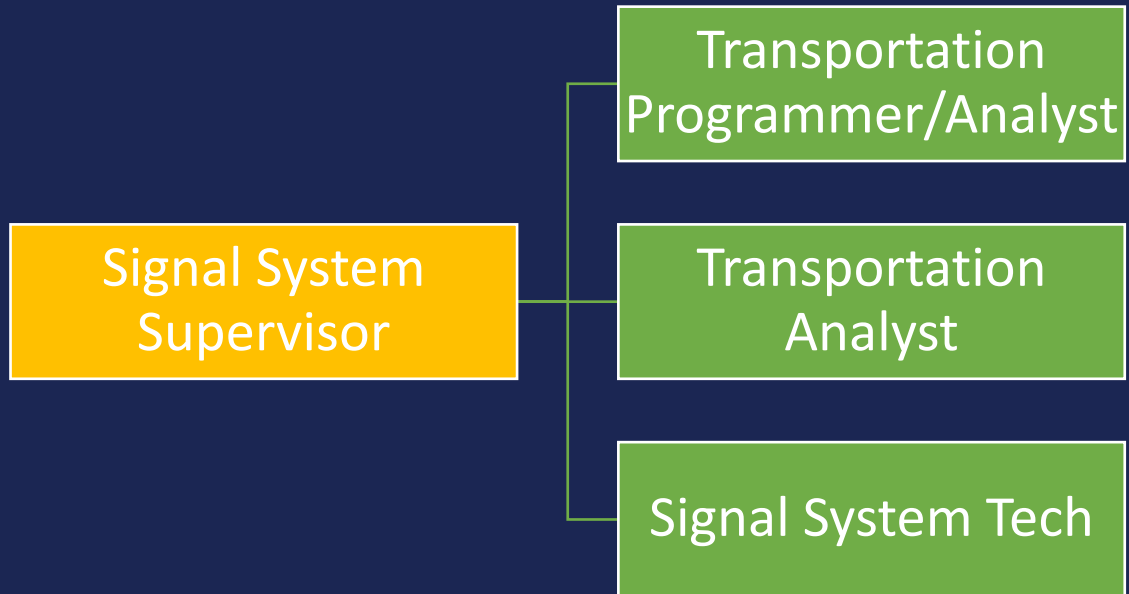 Transportation
Programmer/Analyst
Signal System
Supervisor
Transportation
Analyst
Signal System Tech